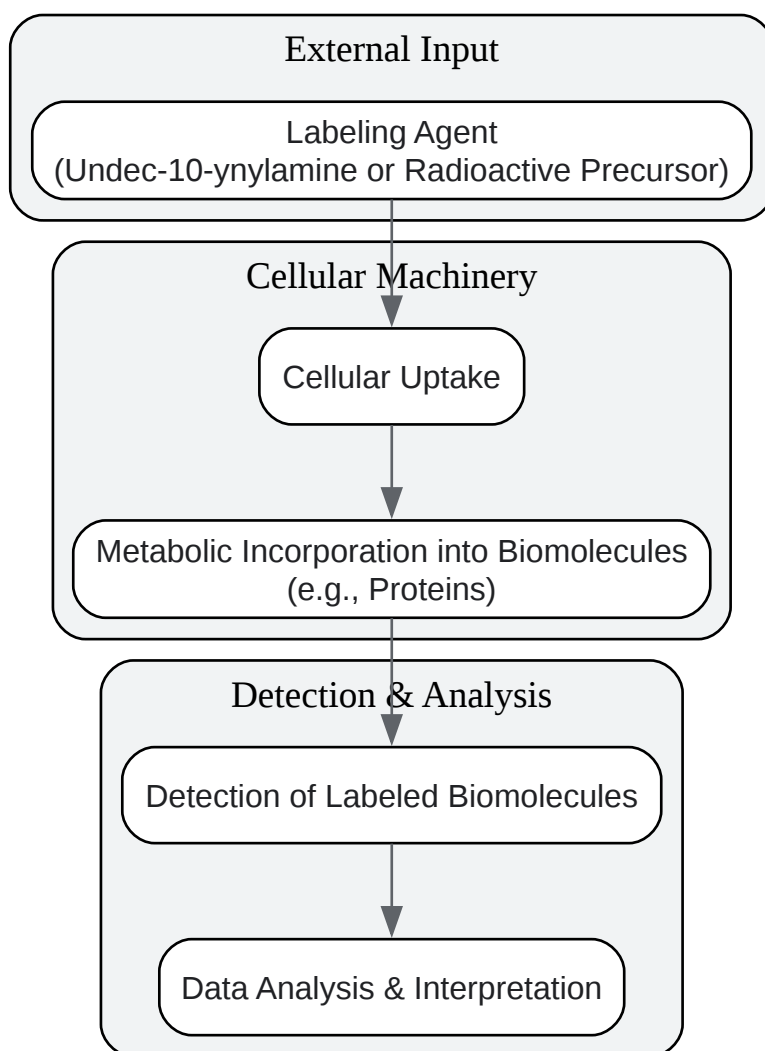 External Input
Labeling Agent
(Undec-10-ynylamine or Radioactive Precursor)
Cellular Machinery
Cellular Uptake
Metabolic Incorporation into Biomolecules
(e.g., Proteins)
Detection & Analysis
Detection of Labeled Biomolecules
Data Analysis & Interpretation